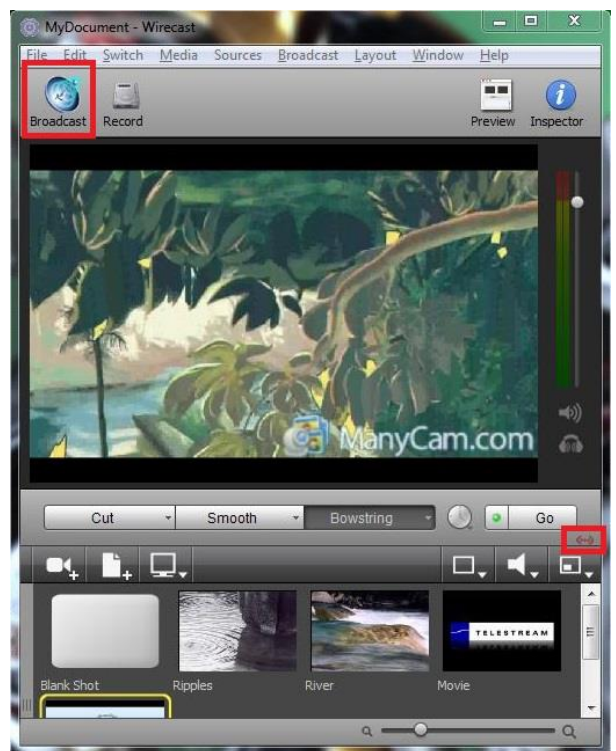 MyDocument - Wirecast
File Edit Switch Media Sources Broadcast Layout Window Help
Broadcast Record Preview Inspector
ManyCam.com
Cut Smooth Bowstring Go
TELESTREAM
Blank Shot Ripples River Movie